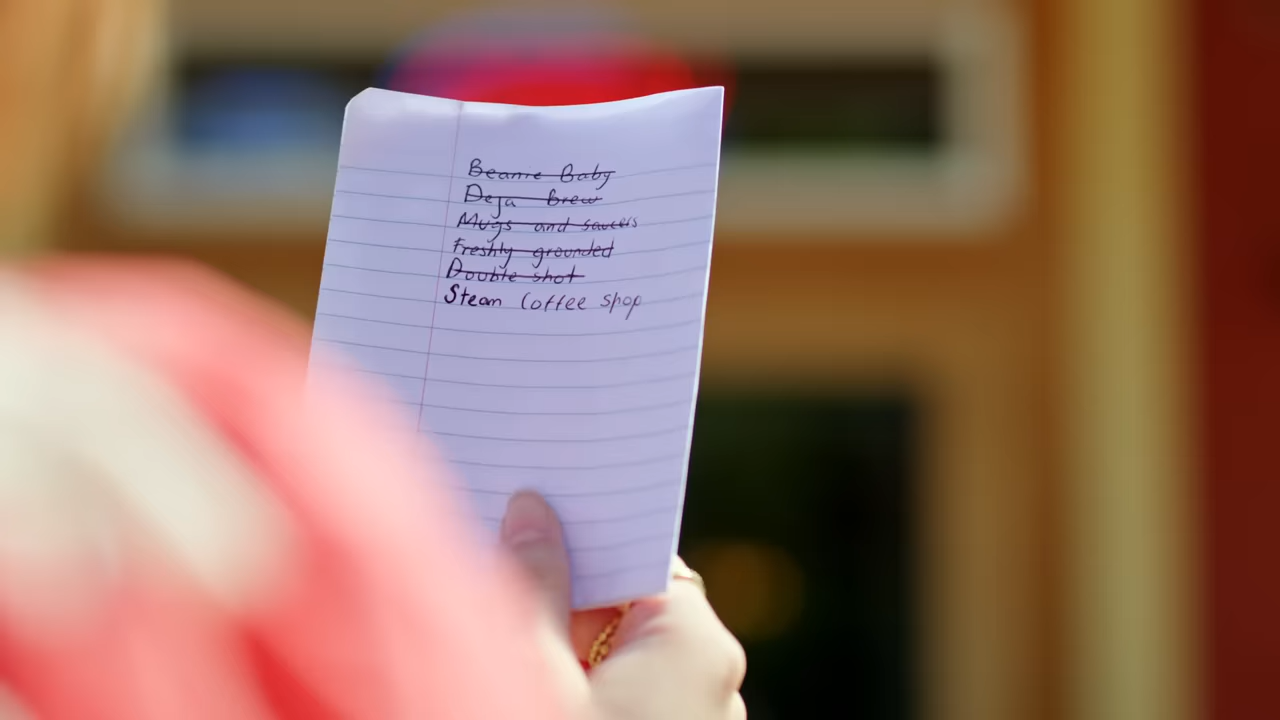 Beanie Baby
Deja Brew
Mugs and saucers
Freshly grounded
Double shot
Steam Coffee shop